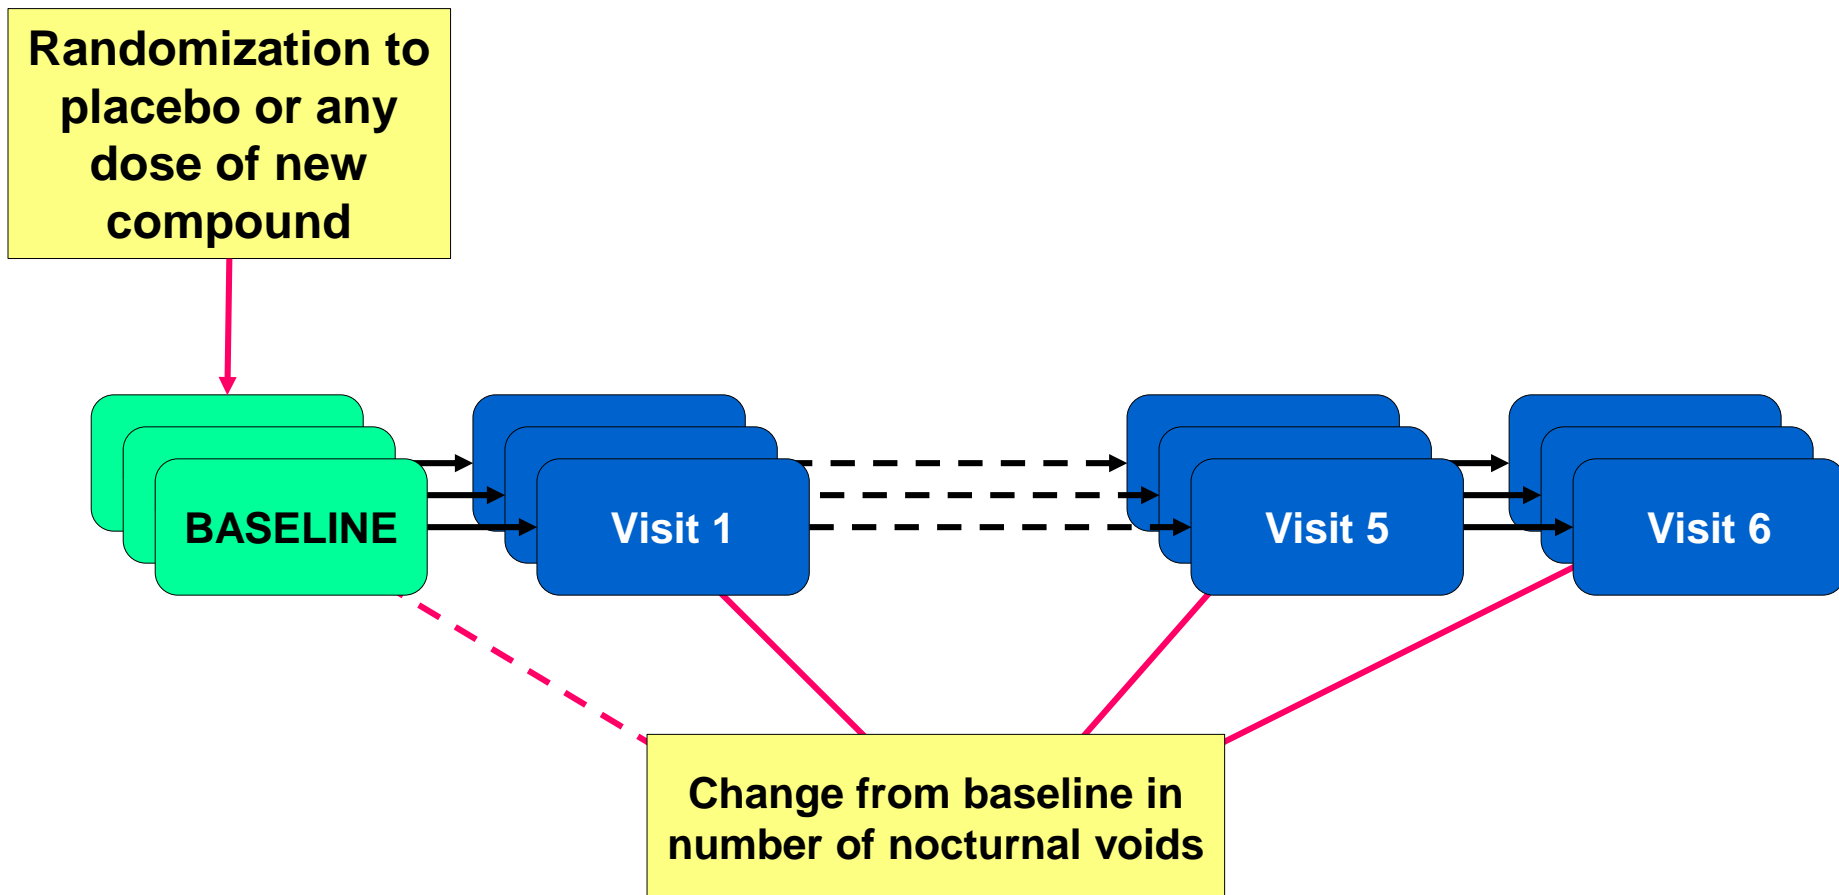 Randomization to
placebo or any
dose of new
compound
BASELINE
Visit 1
Visit 5
Visit 6
Change from baseline in
number of nocturnal voids